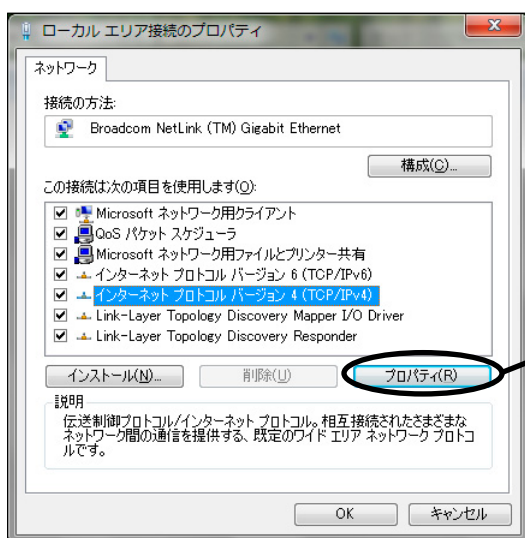 ローカル エリア接続のプロパティ
ネットワーク
接続の方法:
Broadcom NetLink (TM) Gigabit Ethernet
構成(C)...
この接続は次の項目を使用します(O):
Microsoft ネットワーク用クライアント
QoS パケット スケジューラ
Microsoft ネットワーク用ファイルとプリンター共有
インターネット プロトコル バージョン 6 (TCP/IPv6)
インターネット プロトコル バージョン 4 (TCP/IPv4)
Link-Layer Topology Discovery Mapper I/O Driver
Link-Layer Topology Discovery Responder
インストール(N)... 削除(U) プロパティ(R)
説明
伝送制御プロトコル/インターネット プロトコル。相互接続されたさまざまな
ネットワーク間の通信を提供する、既定のワイド エリア ネットワーク プロトコ
ルです。
OK キャンセル